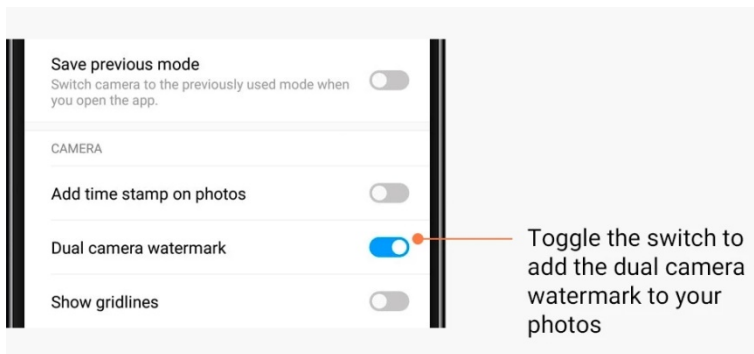 Save previous mode
Switch camera to the previously used mode when
you open the app.
CAMERA
Add time stamp on photos
Dual camera watermark
Show gridlines
Toggle the switch to
add the dual camera
watermark to your
photos